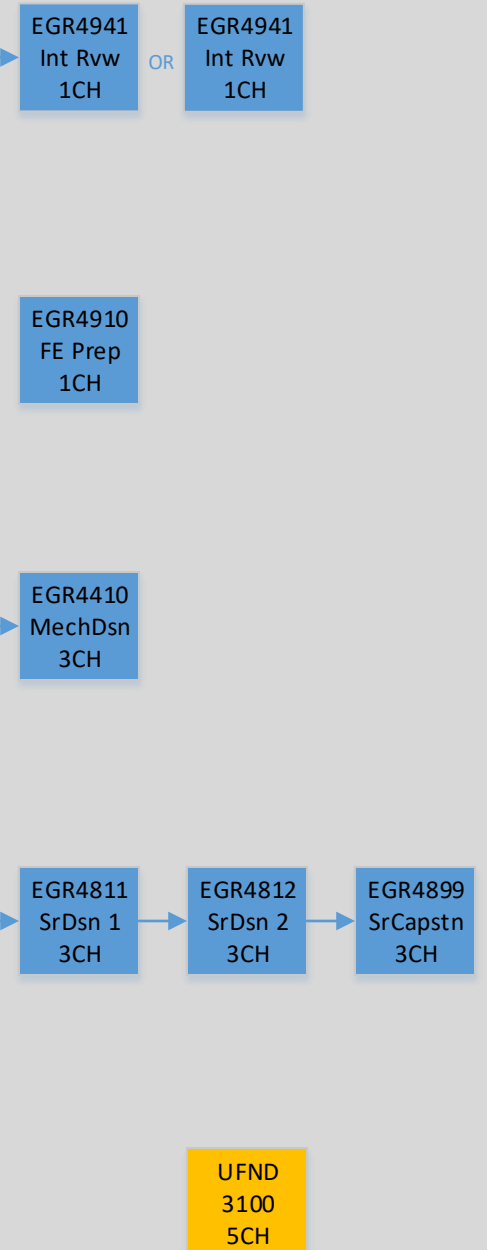 EGR4941
Int Rvw
1CH
OR
EGR4941
Int Rvw
1CH
EGR4910
FE Prep
1CH
EGR4410
MechDsn
3CH
EGR4811
SrDsn 1
3CH
EGR4812
SrDsn 2
3CH
EGR4899
SrCapstn
3CH
UFND
3100
5CH